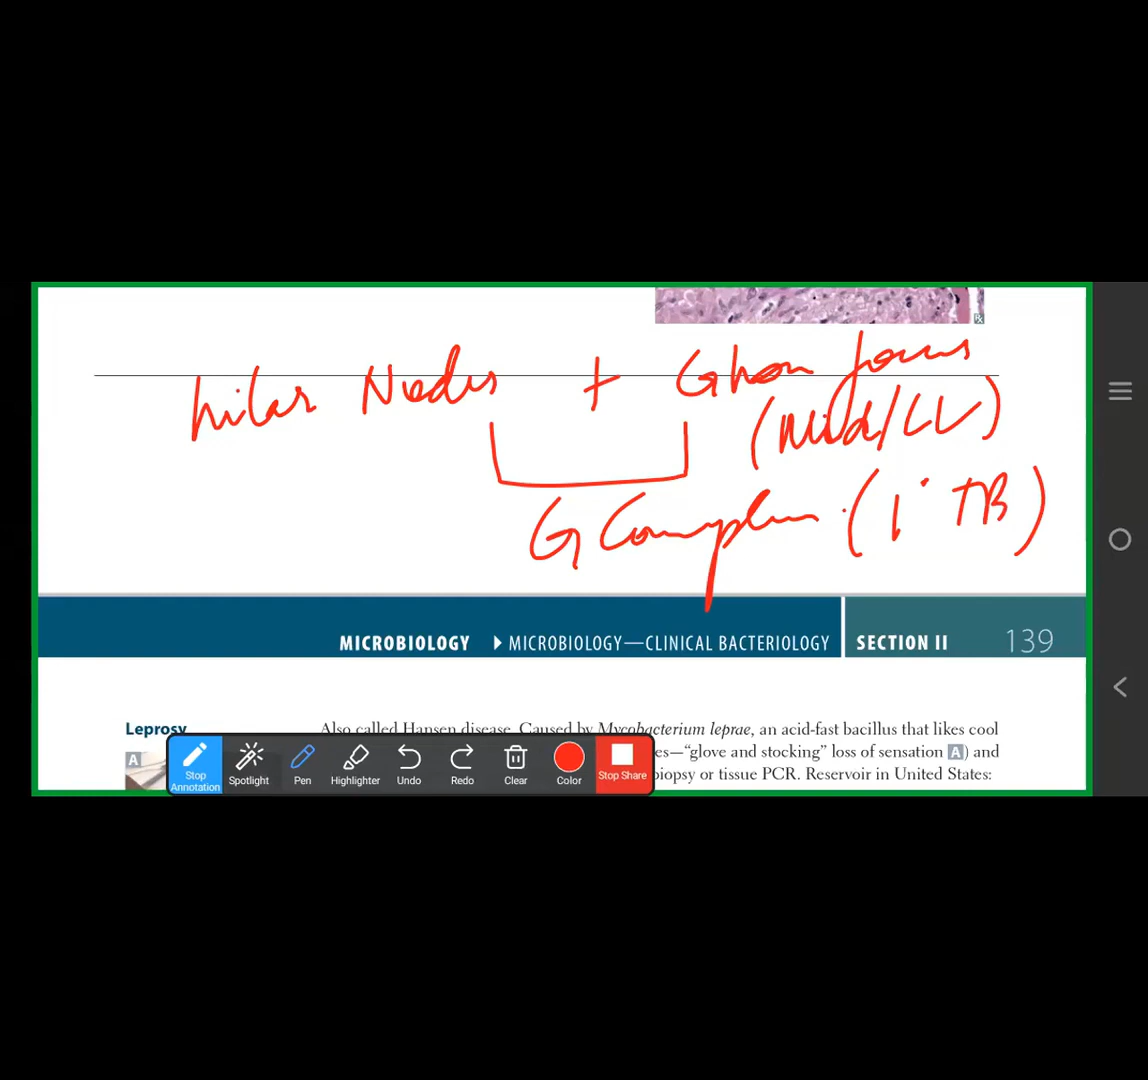 hilar Nodes + Ghon focus
(Mid/LL)
G Complex (1° TB)
MICROBIOLOGY ▶ MICROBIOLOGY—CLINICAL BACTERIOLOGY SECTION II 139
Leprosy Also called Hansen disease. Caused by Mycobacterium leprae, an acid-fast bacillus that likes cool
A es—“glove and stocking” loss of sensation A) and
biopsy or tissue PCR. Reservoir in United States:
Stop Annotation Spotlight Pen Highlighter Undo Redo Clear Color Stop Share